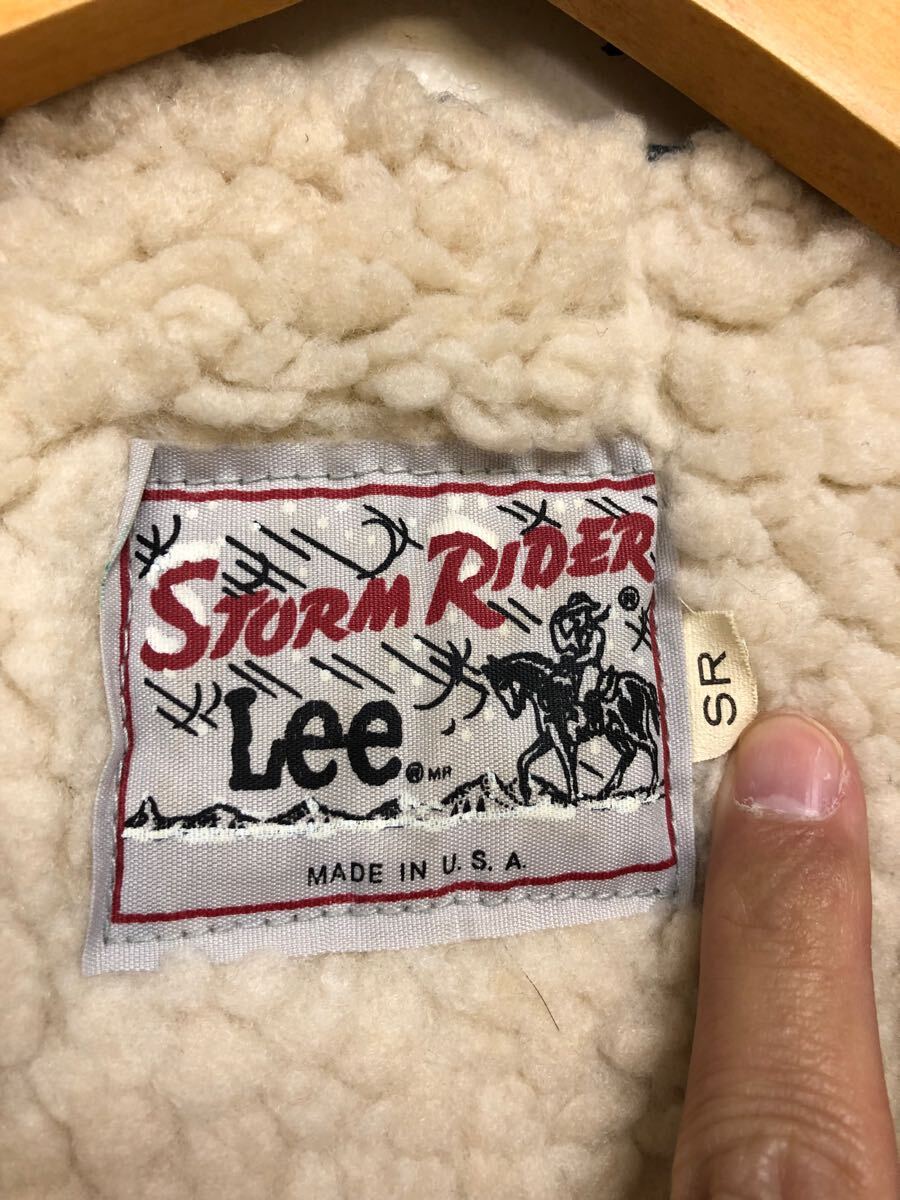 STORM RIDER
®
Lee ® MR
MADE IN U.S.A.
SR